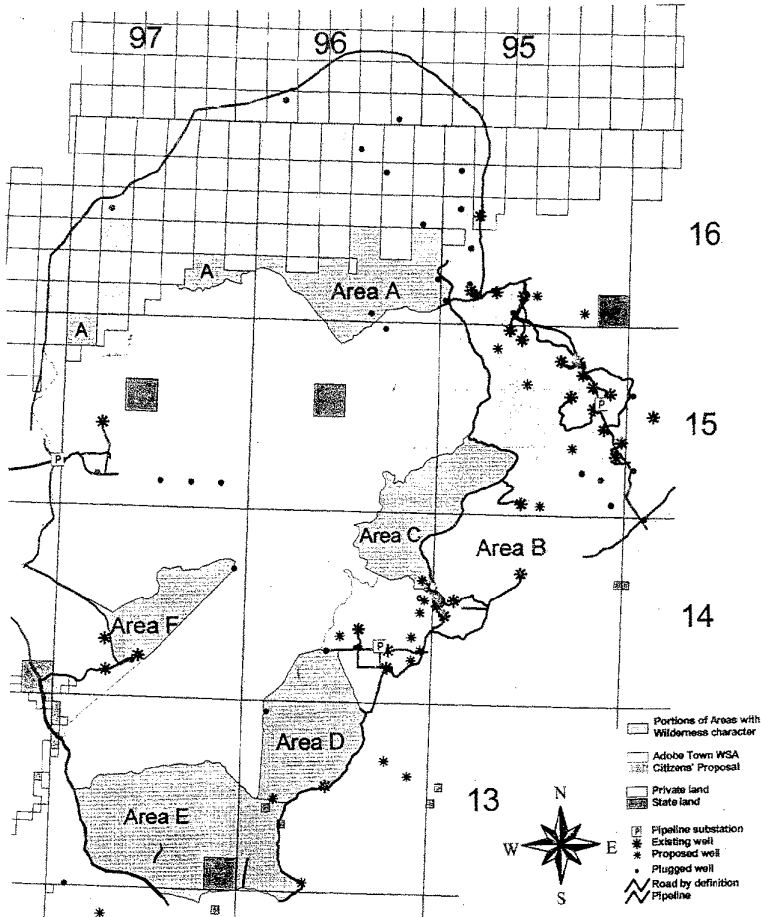 97
96
95
16
A
Area A
A
P
15
P
Area C
Area B
Area F
14
P
Area D
Area E
13
Portions of Areas with
Wilderness character
Adobe Town WSA
Citizens' Proposal
Private land
State land
P Pipeline substation
Existing well
Proposed well
Plugged well
Road by definition
Pipeline
N
W E
S